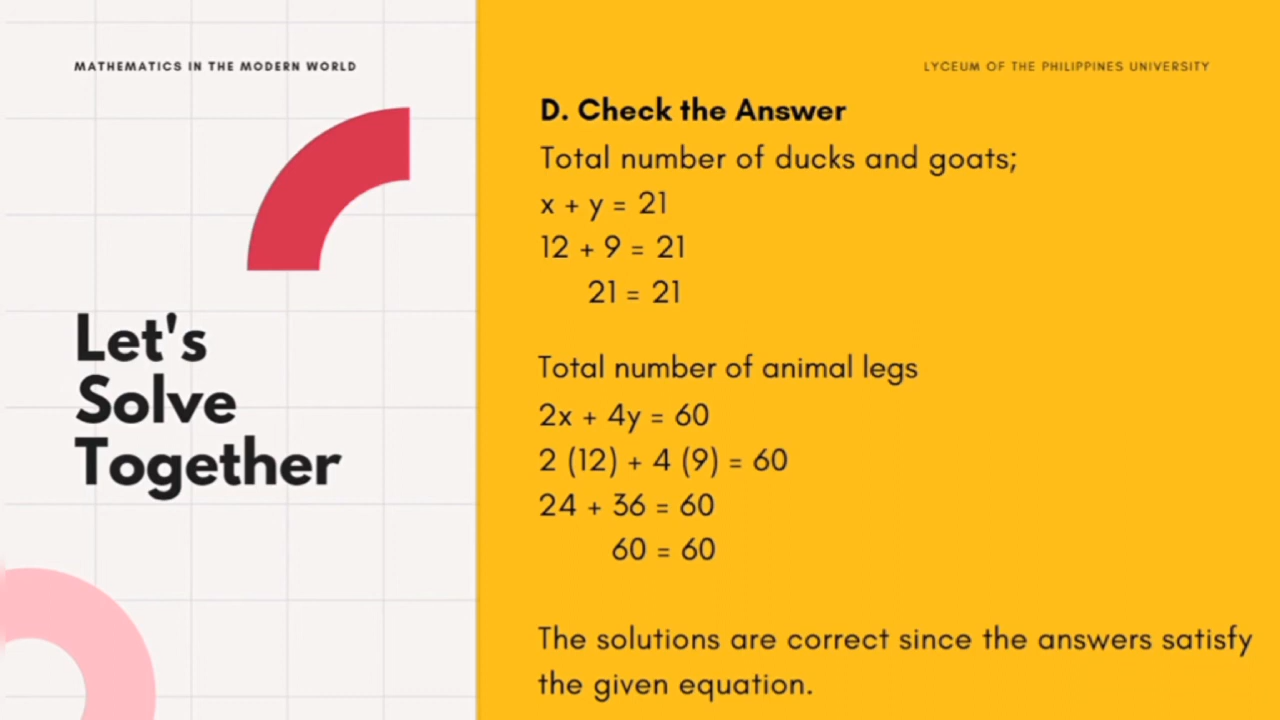 MATHEMATICS IN THE MODERN WORLD
LYCEUM OF THE PHILIPPINES UNIVERSITY
Let's
Solve
Together
D. Check the Answer
Total number of ducks and goats;
x + y = 21
12 + 9 = 21
21 = 21
Total number of animal legs
2x + 4y = 60
2 (12) + 4 (9) = 60
24 + 36 = 60
60 = 60
The solutions are correct since the answers satisfy
the given equation.